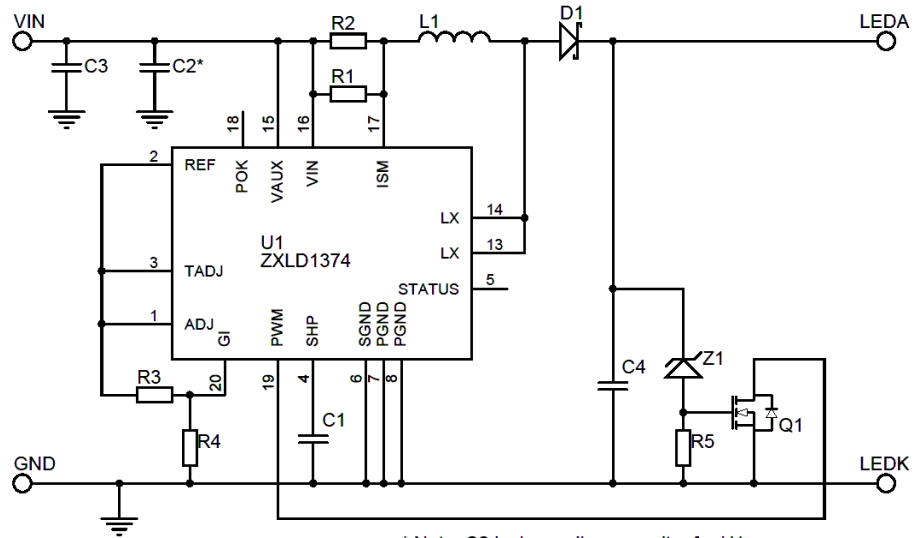 VIN
R2
L1
D1
LEDA
C3
C2*
R1
18
15
16
17
2
REF
POK
VAUX
VIN
ISM
LX
14
U1
ZXLD1374
LX
13
3
TADJ
STATUS
5
1
ADJ
GI
PWM
SHP
SGND
PGND
PGND
R3
20
19
4
6
7
8
C4
Z1
C1
R4
R5
Q1
GND
LEDK